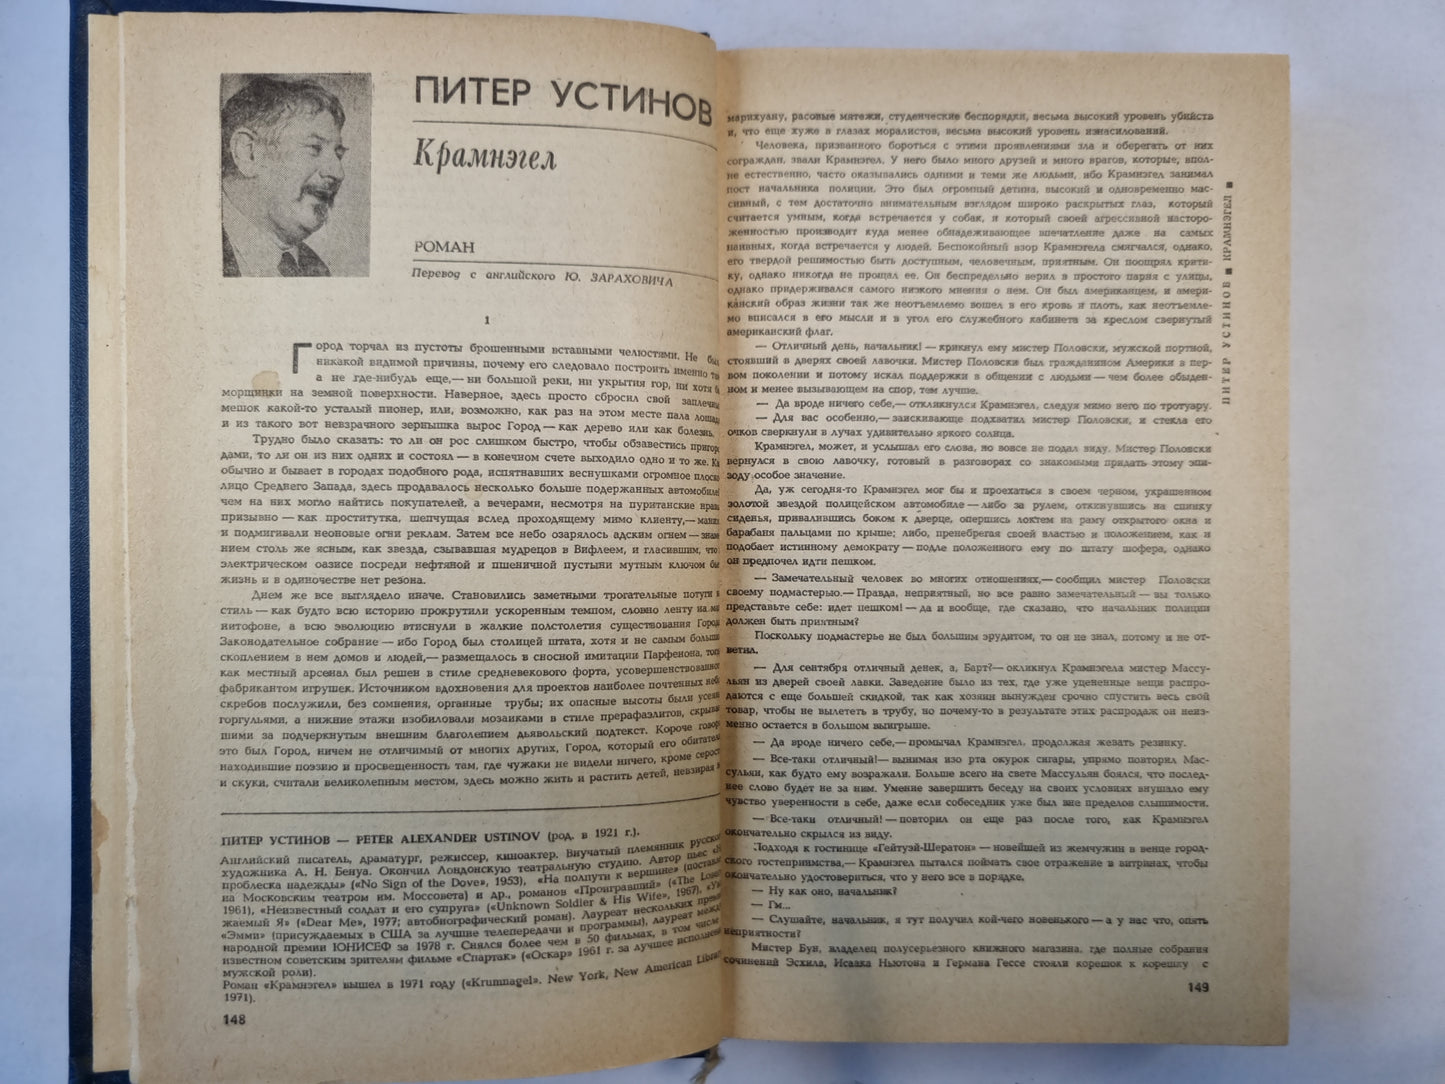 ПИТЕР УСТИНОВ
Крамнэгел
РОМАН
Перевод с английского Ю. ЗАРАХОВИЧА
1
Город торчал из пустоты брошенными вставными челюстями. Не
никакой видимой причины, почему его следовало построить именно
а не где-нибудь еще,— ни большой реки, ни укрытия гор, ни хотя
морщинки на земной поверхности. Наверное, здесь просто сбросил свой
мешок какой-то усталый пионер, или, возможно, как раз на этом месте пала
и из такого вот невзрачного зернышка вырос Город — как дерево или как болезнь.
Трудно было сказать: то ли он рос слишком быстро, чтобы обзавестись
дами, то ли он из них одних и состоял — в конечном счете выходило одно и то же.
обычно и бывает в городах подобного рода, испятнавших веснушками огромное
лицо Среднего Запада, здесь продавалось несколько больше подержанных
чем на них могло найтись покупателей, а вечерами, несмотря на пуританские
призывно — как проститутка, шепчущая вслед проходящему мимо клиенту,—
и подмигивали неоновые огни реклам. Затем все небо озарялось адским огнем —
нием столь же ясным, как звезда, сзывавшая мудрецов в Вифлеем, и гласившим, что
электрическом оазисе посреди нефтяной и пшеничной пустыни мутным ключом
жизнь и в одиночестве нет резона.
Днем же все выглядело иначе. Становились заметными трогательные потуги
стиль — как будто всю историю прокрутили ускоренным темпом, словно ленту на
нитофоне, а всю эволюцию втиснули в жалкие полстолетия существования
Законодательное собрание — ибо Город был столицей штата, хотя и не самым
скоплением в нем домов и людей,— размещалось в сносной имитации Парфенона,
как местный арсенал был решен в стиле средневекового форта,
фабрикантом игрушек. Источником вдохновения для проектов наиболее почтенных
скребов послужили, без сомнения, органные трубы; их опасные высоты были
горгульями, а нижние этажи изобиловали мозаиками в стиле прерафаэлитов,
шими за подчеркнутым внешним благолепием дьявольский подтекст. Короче
это был Город, ничем не отличимый от многих других, Город, который его
находившие поэзию и просвещенность там, где чужаки не видели ничего, кроме
и скуки, считали великолепным местом, здесь можно жить и растить детей, невзирая
ПИТЕР УСТИНОВ — PETER ALEXANDER USTINOV (род. в 1921 г.).
Английский писатель, драматург, режиссер, киноактер. Внучатый племянник
художника А. Н. Бенуа. Окончил Лондонскую театральную студию. Автор пьес
проблеска надежды» («No Sign of the Dove», 1953), «На полпути к вершине»
на Московским театром им. Моссовета) и др., романов «Проигравший» («The
1961), «Неизвестный солдат и его супруга» («Unknown Soldier & His Wife», 1967),
жаемый Я» («Dear Me», 1977; автобиографический роман). Лауреат нескольких
«Эмми» (присуждаемых в США за лучшие телепередачи и программы), лауреат
народной премии ЮНИСЕФ за 1978 г. Снялся более чем в 50 фильмах, в том числе
известном советским зрителям фильме «Спартак» («Оскар» 1961 г. за лучшее
мужской роли).
Роман «Крамнэгел» вышел в 1971 году («Krumnagel». New York, New American
1971).
148
марихуану, расовые мятежи, студенческие беспорядки, весьма высокий уровень убийств
и, что еще хуже в глазах моралистов, весьма высокий уровень изнасилований.
Человека, призванного бороться с этими проявлениями зла и оберегать от них
сограждан, звали Крамнэгел. У него было много друзей и много врагов, которые, впол-
не естественно, часто оказывались одними и теми же людьми, ибо Крамнэгел занимал
пост начальника полиции. Это был огромный детина, высокий и одновременно мас-
сивный, с тем достаточно внимательным взглядом широко раскрытых глаз, который
считается умным, когда встречается у собак, и который своей агрессивной насторо-
женностью производит куда менее обнадеживающее впечатление даже на самых
наивных, когда встречается у людей. Беспокойный взор Крамнэгела смягчался, однако,
его твердой решимостью быть доступным, человечным, приятным. Он поощрял крити-
ку, однако никогда не прощал ее. Он беспредельно верил в простого парня с улицы,
однако придерживался самого низкого мнения о нем. Он был американцем, и амери-
канский образ жизни так же неотъемлемо вошел в его кровь и плоть, как неотъемле-
мо вписался в его мысли и в угол его служебного кабинета за креслом свернутый
американский флаг.
— Отличный день, начальник! — крикнул ему мистер Половски, мужской портной,
стоявший в дверях своей лавочки. Мистер Половски был гражданином Америки в пер-
вом поколении и потому искал поддержки в общении с людьми — чем более обыден-
ном и менее вызывающем на спор, тем лучше.
— Да вроде ничего себе,— откликнулся Крамнэгел, следуя мимо него по тротуару.
— Для вас особенно,— заискивающе подхватил мистер Половски, и стекла его
очков сверкнули в лучах удивительно яркого солнца.
Крамнэгел, может, и услышал его слова, но вовсе не подал виду. Мистер Половски
вернулся в свою лавочку, готовый в разговорах со знакомыми придать этому эпи-
зоду особое значение.
Да, уж сегодня-то Крамнэгел мог бы и проехаться в своем черном, украшенном
золотой звездой полицейском автомобиле — либо за рулем, откинувшись на спинку
сиденья, привалившись боком к дверце, опершись локтем на раму открытого окна и
барабаня пальцами по крыше; либо, пренебрегая своей властью и положением, как и
подобает истинному демократу — подле положенного ему по штату шофера, однако
он предпочел идти пешком.
— Замечательный человек во многих отношениях,— сообщил мистер Половски
своему подмастерью.— Правда, неприятный, но все равно замечательный — вы только
представьте себе: идет пешком! — да и вообще, где сказано, что начальник полиции
должен быть приятным?
Поскольку подмастерье не был большим эрудитом, то он не знал, потому и не от-
ветил.
— Для сентября отличный денек, а, Барт?— окликнул Крамнэгела мистер Массу-
льян из дверей своей лавки. Заведение было из тех, где уже уцененные вещи распро-
даются с еще большей скидкой, так как хозяин вынужден срочно спустить весь свой
товар, чтобы не вылететь в трубу, но почему-то в результате этих распродаж он неиз-
менно остается в большом выигрыше.
— Да вроде ничего себе,— промычал Крамнэгел, продолжая жевать резинку.
— Все-таки отличный!— вынимая изо рта окурок сигары, упрямо повторил Мас-
сульян, как будто ему возражали. Больше всего на свете Массульян боялся, что послед-
нее слово будет не за ним. Умение завершить беседу на своих условиях внушало ему
чувство уверенности в себе, даже если собеседник уже был вне пределов слышимости.
— Все-таки отличный! — повторил он еще раз после того, как Крамнэгел
окончательно скрылся из виду.
Подходя к гостинице «Гейтуэй-Шератон» — новейшей из жемчужин в венце город-
ского гостеприимства,— Крамнэгел пытался поймать свое отражение в витринах, чтобы
окончательно удостовериться, что у него все в порядке.
— Ну как оно, начальник?
— Гм...
— Слушайте, начальник, я тут получил кой-чего новенького — а у нас что, опять
неприятности?
Мистер Бун, владелец полусерьезного книжного магазина, где полные собрания
сочинений Эсхила, Исаака Ньютона и Германа Гессе стояли корешок к корешку с
149
ПИТЕР УСТИНОВ ■ КРАМНЭГЕЛ ■